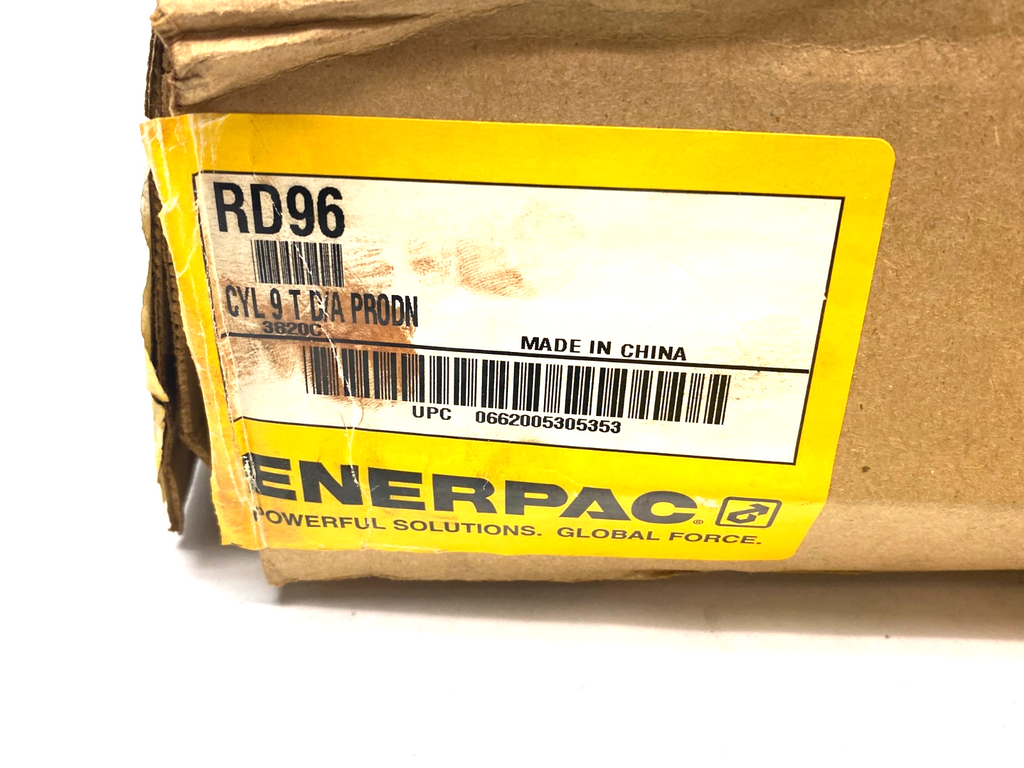 RD96
CYL 9 T D/A PRODN
3820C
MADE IN CHINA
UPC 0662005305353
ENERPAC®
POWERFUL SOLUTIONS. GLOBAL FORCE.